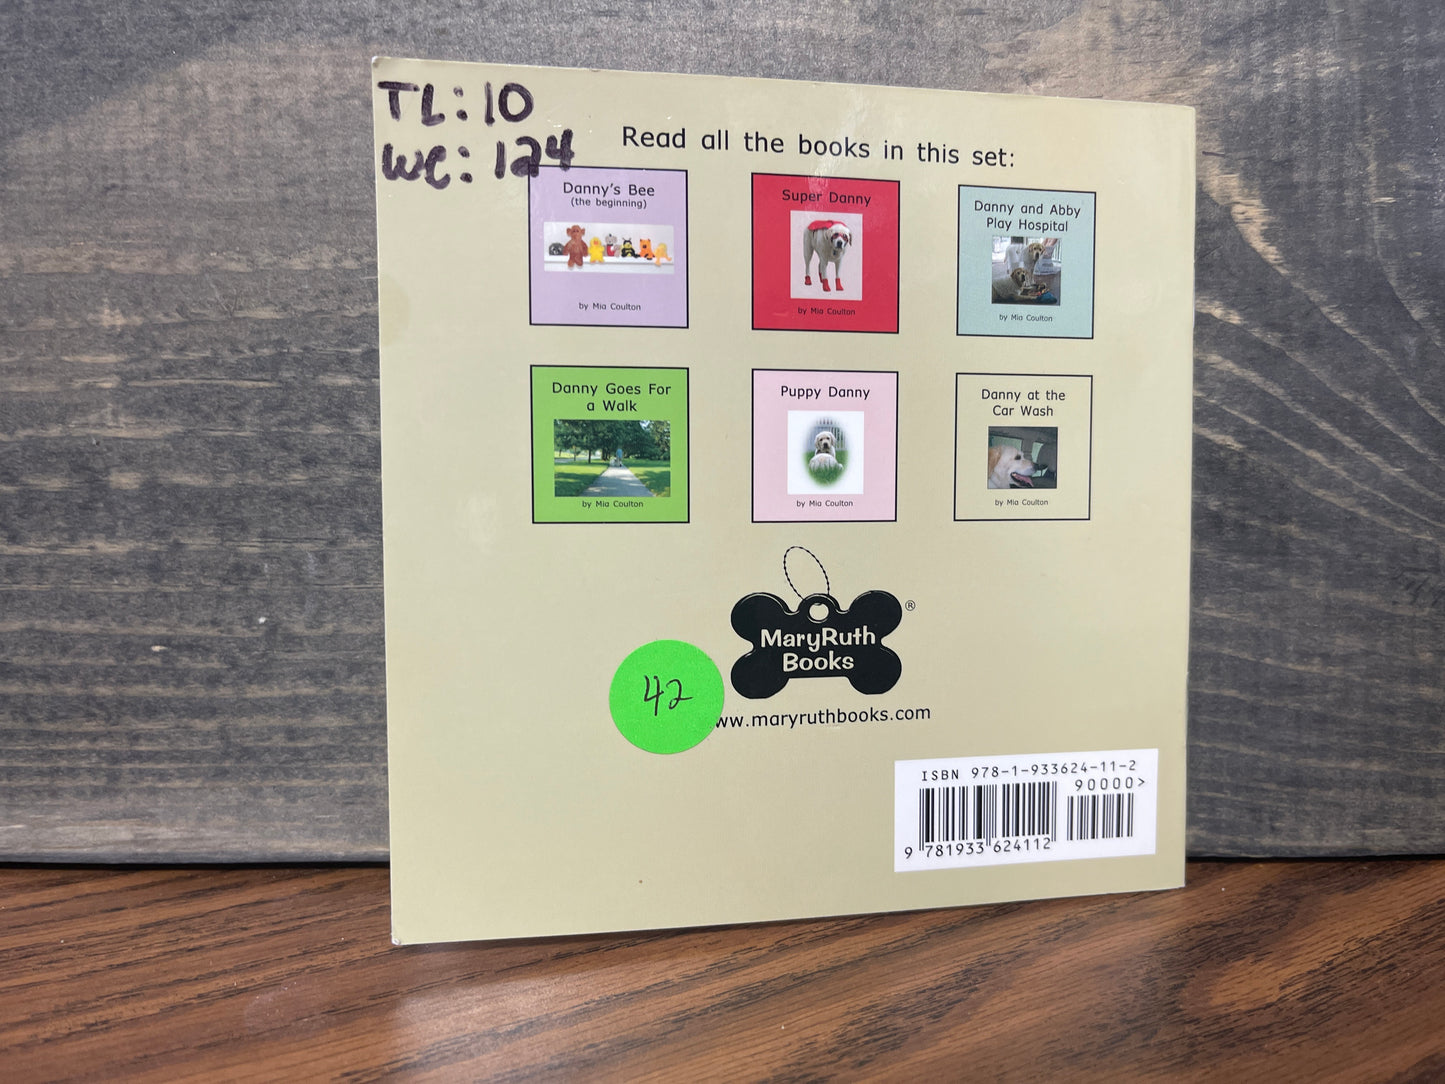 TL: 10
WC: 124
Read all the books in this set:
Danny's Bee
(the beginning)
by Mia Coulton
Super Danny
by Mia Coulton
Danny and Abby
Play Hospital
by Mia Coulton
Danny Goes For
a Walk
by Mia Coulton
Puppy Danny
by Mia Coulton
Danny at the
Car Wash
by Mia Coulton
MaryRuth ®
Books
42
ww.maryruthbooks.com
ISBN 978-1-933624-11-2
90000>
9 781933 624112